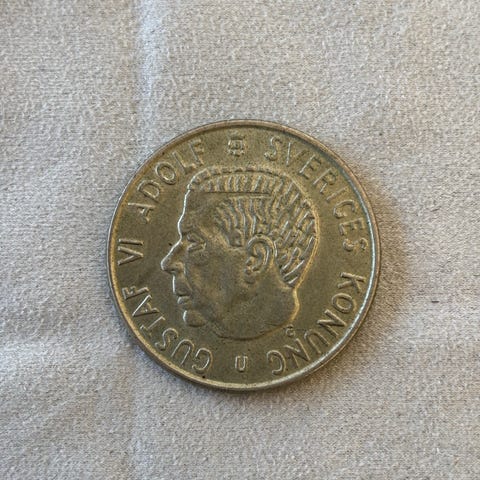 GUSTAF VI ADOLF SVERIGES KONUNG
U